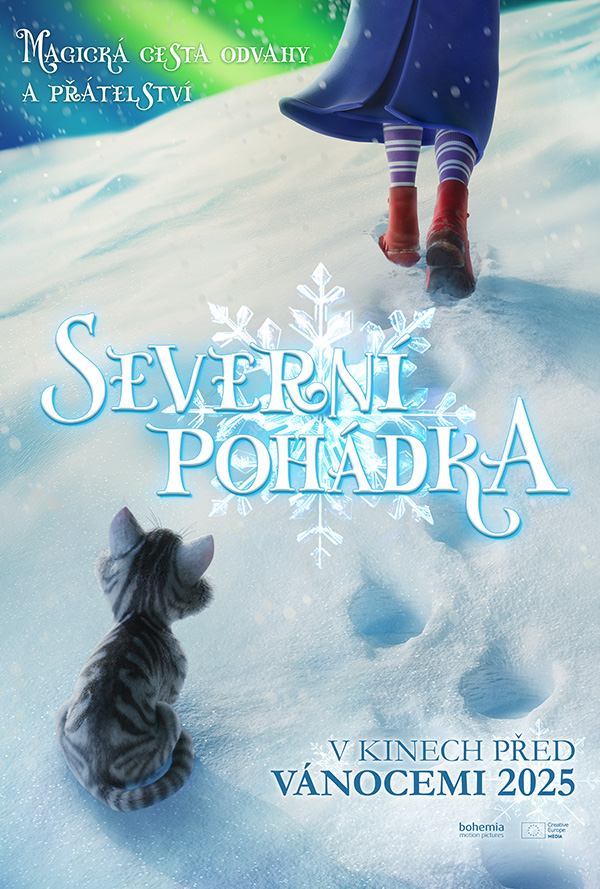 Magická cesta odvahy
a přátelství
Severní
pohádka
V KINECH PŘED
VÁNOCEMI 2025
bohemia
motion pictures
Creative
Europe
MEDIA